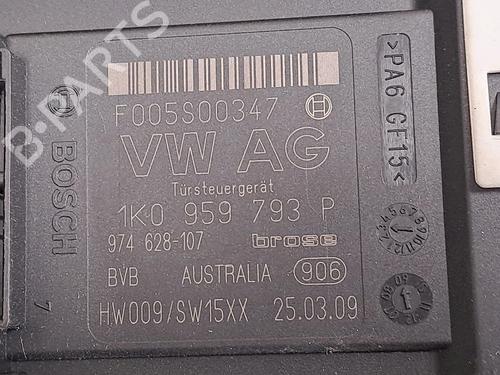 F005S00347
VW AG
Türsteuergerät
1K0 959 793 P
974 628-107 brose
BVB AUSTRALIA 906
HW009/SW15XX 25.03.09
BOSCH
7
>PA6 GF15<
B-PARTS